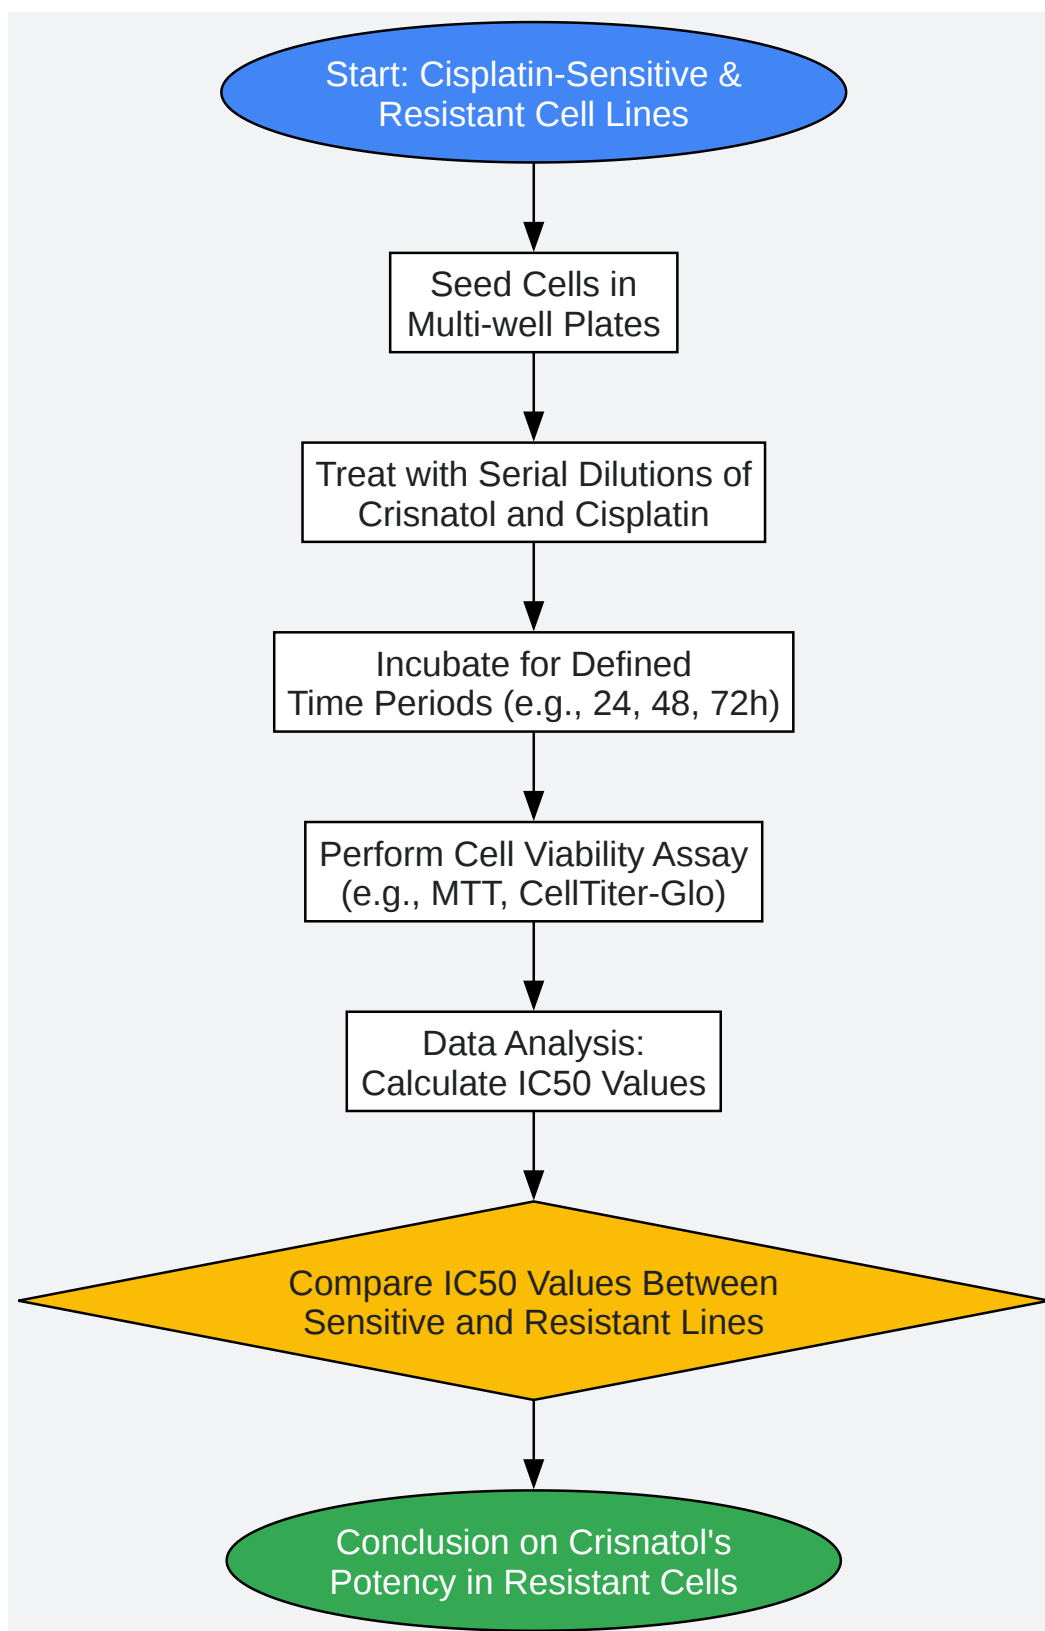 Start: Cisplatin-Sensitive &
Resistant Cell Lines
Seed Cells in
Multi-well Plates
Treat with Serial Dilutions of
Crisnatol and Cisplatin
Incubate for Defined
Time Periods (e.g., 24, 48, 72h)
Perform Cell Viability Assay
(e.g., MTT, CellTiter-Glo)
Data Analysis:
Calculate IC50 Values
Compare IC50 Values Between
Sensitive and Resistant Lines
Conclusion on Crisnatol's
Potency in Resistant Cells